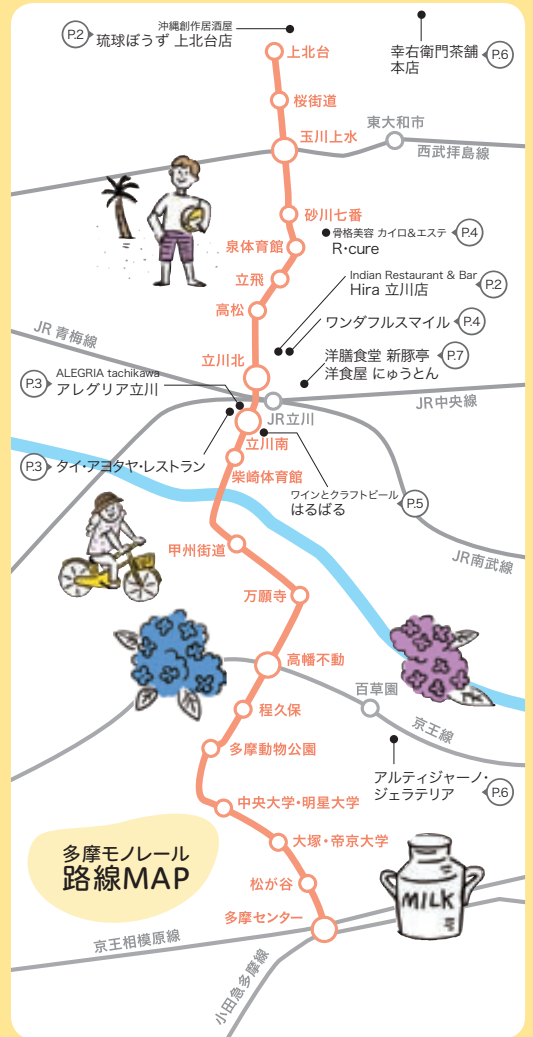 沖縄創作居酒屋
P.2 琉球ぼうず 上北台店
幸右衛門茶舗
本店
P.6
上北台
桜街道
玉川上水
東大和市
西武拝島線
砂川七番
骨格美容 カイロ&エステ
R・cure
P.4
泉体育館
立飛
Indian Restaurant & Bar
Hira 立川店
P.2
高松
ワンダフルスマイル P.4
JR 青梅線
立川北
洋膳食堂 新豚亭
洋食屋 にゅうとん
P.7
ALEGRIA tachikawa
P.3 アレグリア立川
JR中央線
JR立川
立川南
P.3 タイ・アヨタヤ・レストラン
柴崎体育館
ワインとクラフトビール
はるばる
P.5
甲州街道
JR南武線
万願寺
高幡不動
百草園
程久保
京王線
多摩動物公園
アルティジャーノ・
ジェラテリア
P.6
中央大学・明星大学
大塚・帝京大学
多摩モノレール
路線MAP
松が谷
MILK
多摩センター
京王相模原線
小田急多摩線